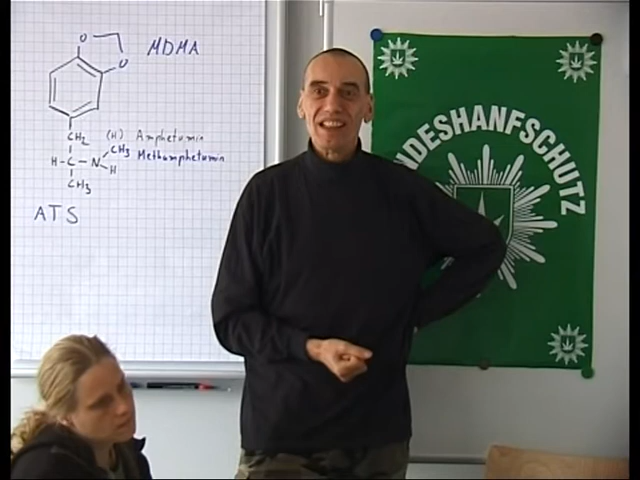 MDMA
O
O
CH2 (H) Amphetamin
CH3 Methamphetamin
H-C-N
H
CH3
ATS
NDESHANFSCHUTZ